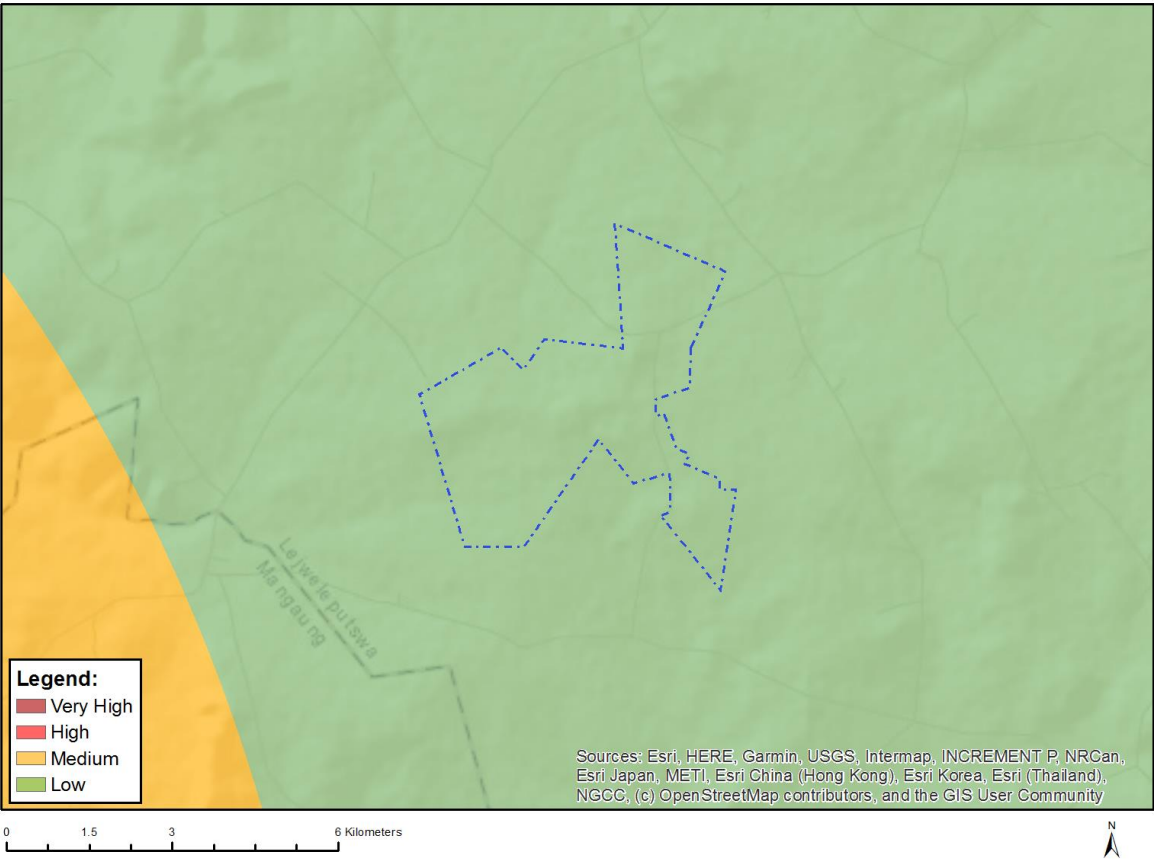 Lejweleputswa
Mangaung
Legend:
Very High
High
Medium
Low
Sources: Esri, HERE, Garmin, USGS, Intermap, INCREMENT P, NRCan,
Esri Japan, METI, Esri China (Hong Kong), Esri Korea, Esri (Thailand),
NGCC, (c) OpenStreetMap contributors, and the GIS User Community
0 1.5 3 6 Kilometers
N